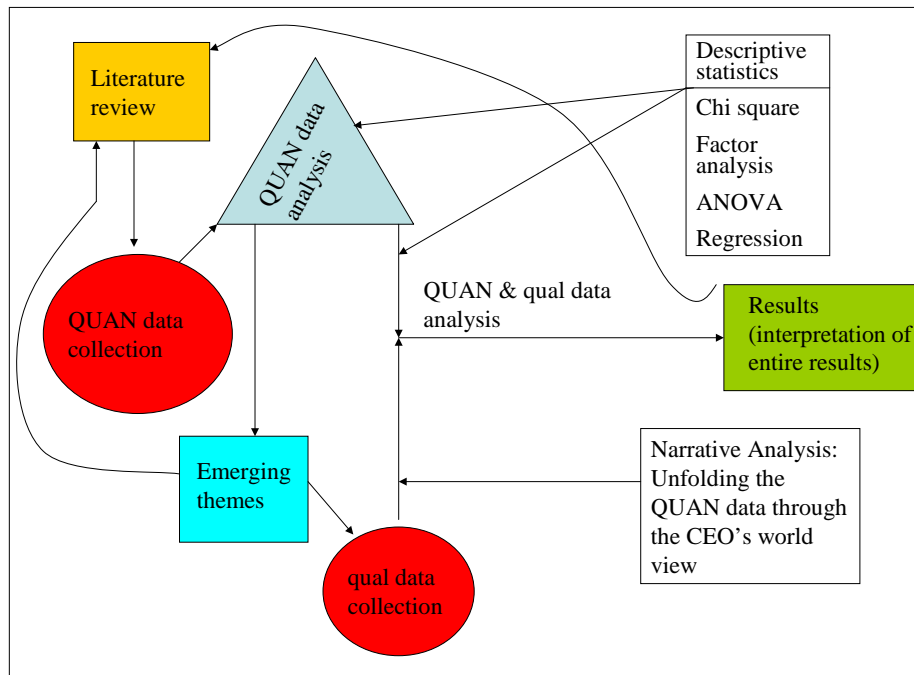 Literature
review
QUAN data
analysis
Descriptive
statistics
Chi square
Factor
analysis
ANOVA
Regression
QUAN data
collection
QUAN & qual data
analysis
Results
(interpretation of
entire results)
Emerging
themes
Narrative Analysis:
Unfolding the
QUAN data through
the CEO’s world
view
qual data
collection